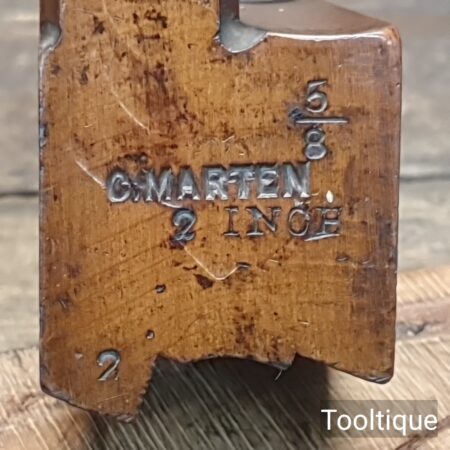 5/8
C. MARTEN
2 INCH
2
Tooltique